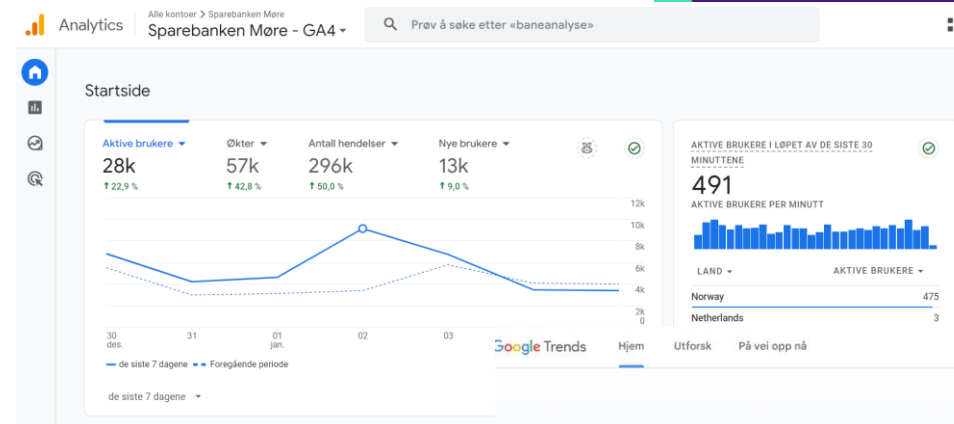 Analytics
Alle kontoer > Sparebanken Møre
Sparebanken Møre - GA4
Prøv å søke etter «baneanalyse»
Startside
Aktive brukere
28k
↑ 22,9 %
Økter
57k
↑ 42,8 %
Antall hendelser
296k
↑ 50,0 %
Nye brukere
13k
↑ 9,0 %
12k
10k
8k
6k
4k
2k
0
30
des.
31
01
jan.
02
03
de siste 7 dagene
Foregående periode
de siste 7 dagene
AKTIVE BRUKERE I LØPET AV DE SISTE 30
MINUTTENE
491
AKTIVE BRUKERE PER MINUTT
LAND
AKTIVE BRUKERE
Norway 475
Netherlands 3
Google Trends
Hjem
Utforsk
På vei opp nå